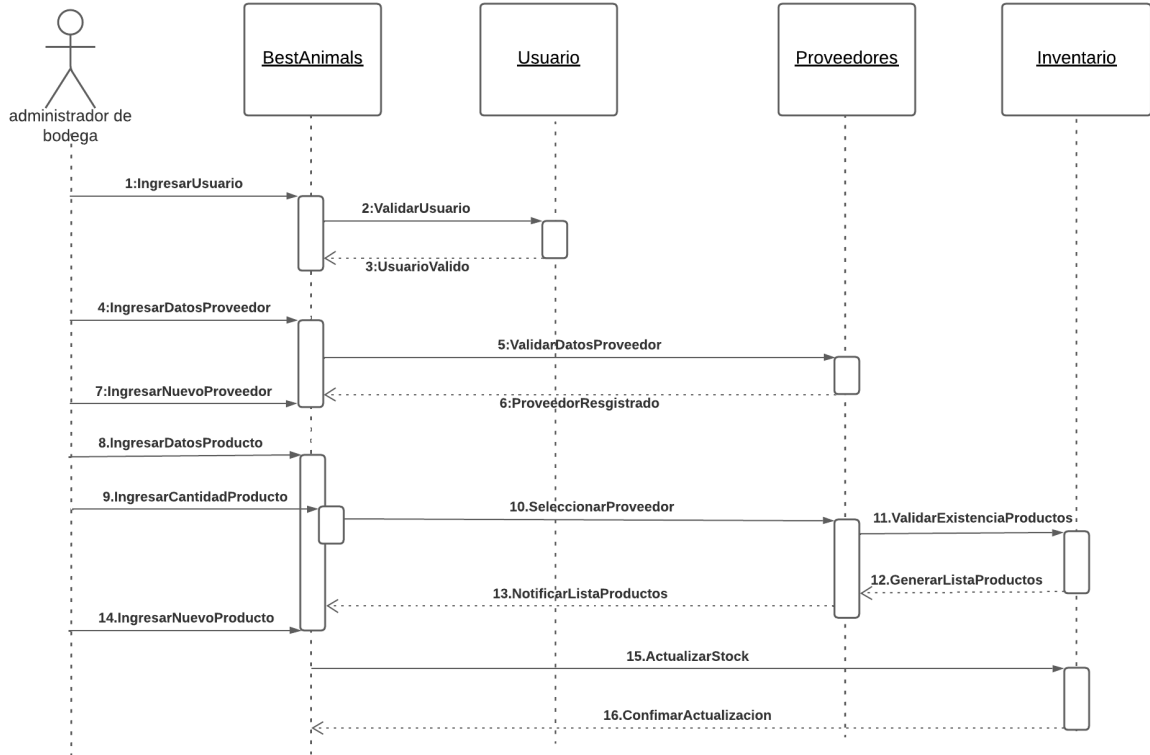 BestAnimals
Usuario
Proveedores
Inventario
administrador de
bodega
1:IngresarUsuario
2:ValidarUsuario
3:UsuarioValido
4:IngresarDatosProveedor
5:ValidarDatosProveedor
7:IngresarNuevoProveedor
6:ProveedorResgistrado
8.IngresarDatosProducto
9.IngresarCantidadProducto
10.SeleccionarProveedor
11.ValidarExistenciaProductos
12.GenerarListaProductos
13.NotificarListaProductos
14.IngresarNuevoProducto
15.ActualizarStock
16.ConfimarActualizacion